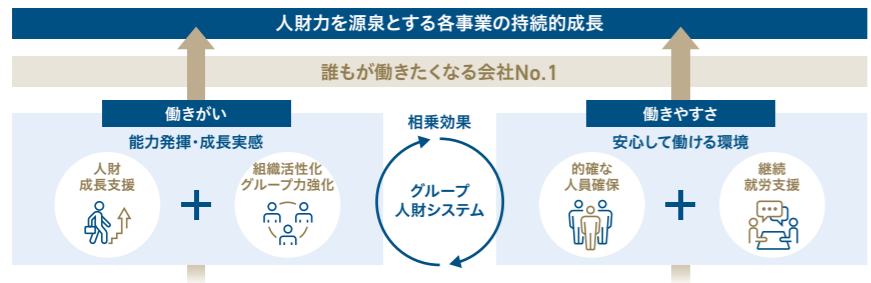 人財力を源泉とする各事業の持続的成長
誰もが働きたくなる会社No.1
働きがい
能力発揮・成長実感
人財
成長支援
組織活性化
グループ力強化
相乗効果
グループ
人財システム
働きやすさ
安心して働ける環境
的確な
人員確保
継続
就労支援